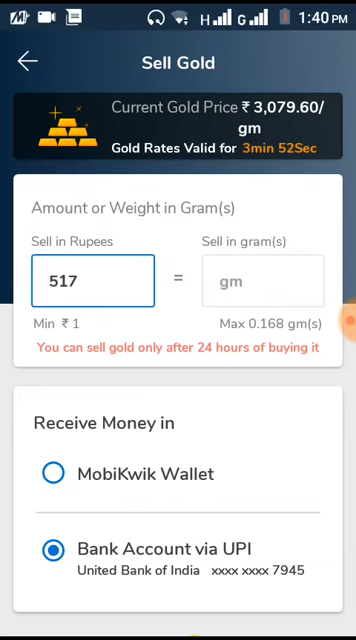 H G 1:40 PM
Sell Gold
Current Gold Price ₹ 3,079.60/
gm
Gold Rates Valid for 3min 52Sec
Amount or Weight in Gram(s)
Sell in Rupees Sell in gram(s)
517 = gm
Min ₹ 1 Max 0.168 gm(s)
You can sell gold only after 24 hours of buying it
Receive Money in
MobiKwik Wallet
Bank Account via UPI
United Bank of India xxxx xxxx 7945